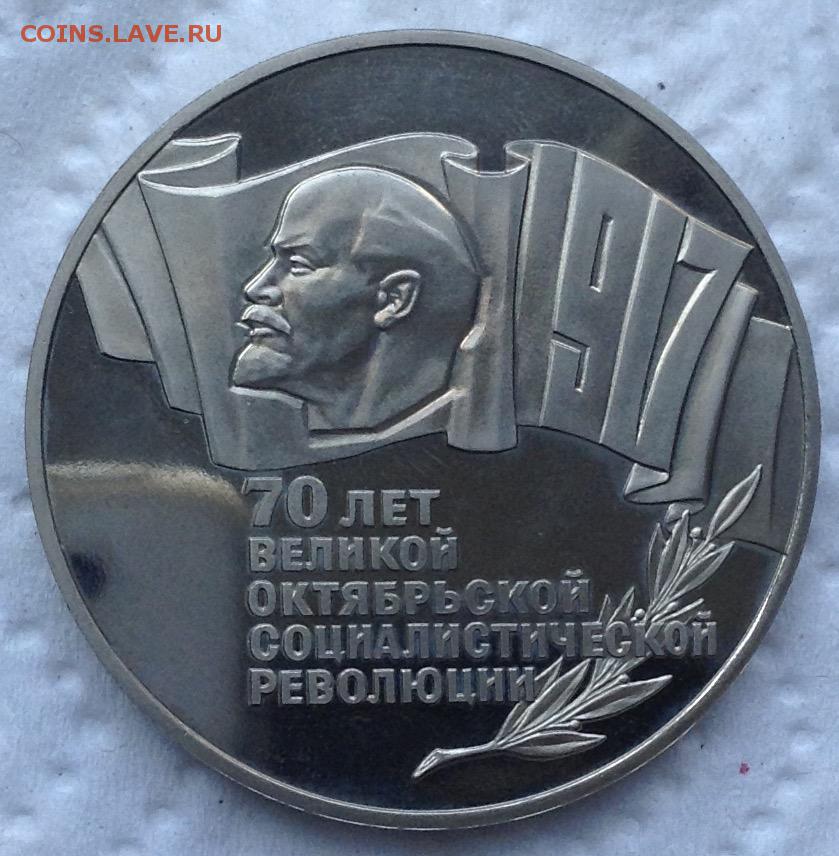 COINS.LAVE.RU
1917
70 ЛЕТ
ВЕЛИКОЙ
ОКТЯБРЬСКОЙ
СОЦИАЛИСТИЧЕСКОЙ
РЕВОЛЮЦИИ